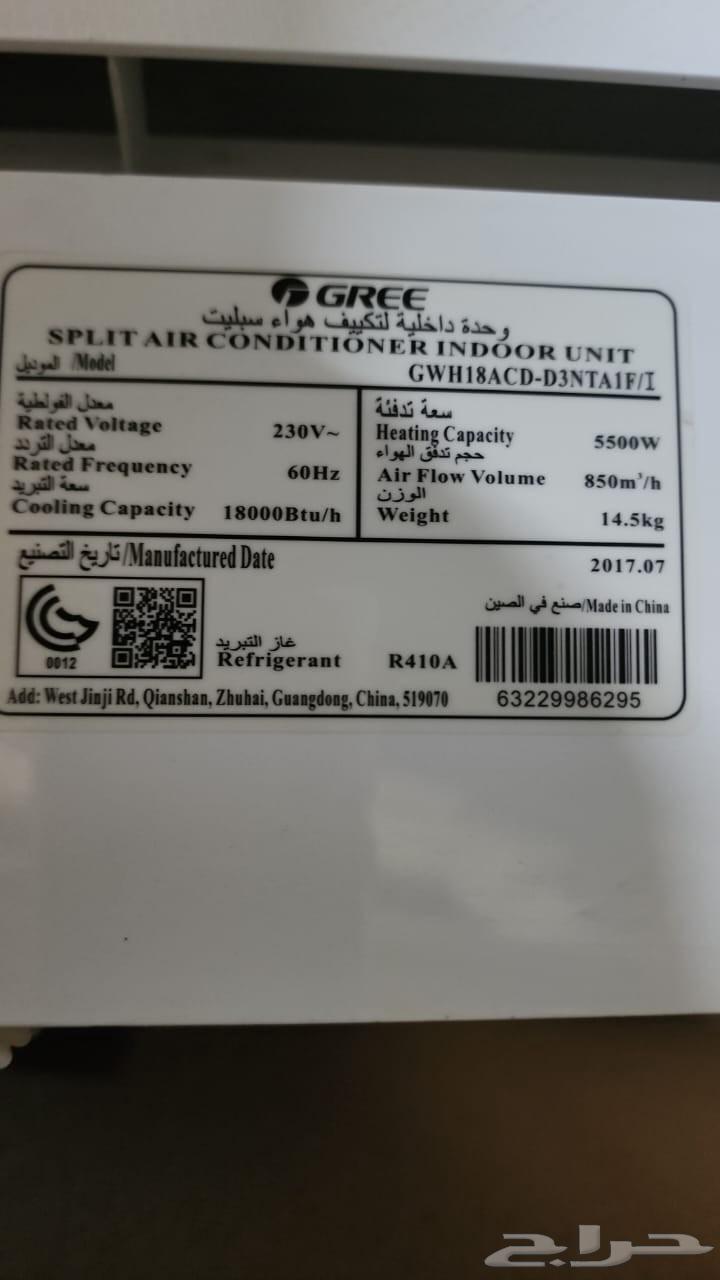 GREE
وحدة داخلية لتكييف هواء سبليت
SPLIT AIR CONDITIONER INDOOR UNIT
الموديل /Model GWH18ACD-D3NTA1F/I
معدل الفولطية
Rated Voltage 230V~
معدل التردد
Rated Frequency 60Hz
سعة التبريد
Cooling Capacity 18000Btu/h
سعة تدفئة
Heating Capacity 5500W
حجم تدفق الهواء
Air Flow Volume 850m³/h
الوزن
Weight 14.5kg
تاريخ التصنيع/Manufactured Date 2017.07
صنع في الصين/Made in China
0012
غاز التبريد
Refrigerant R410A
63229986295
Add: West Jinji Rd, Qianshan, Zhuhai, Guangdong, China, 519070
حراج